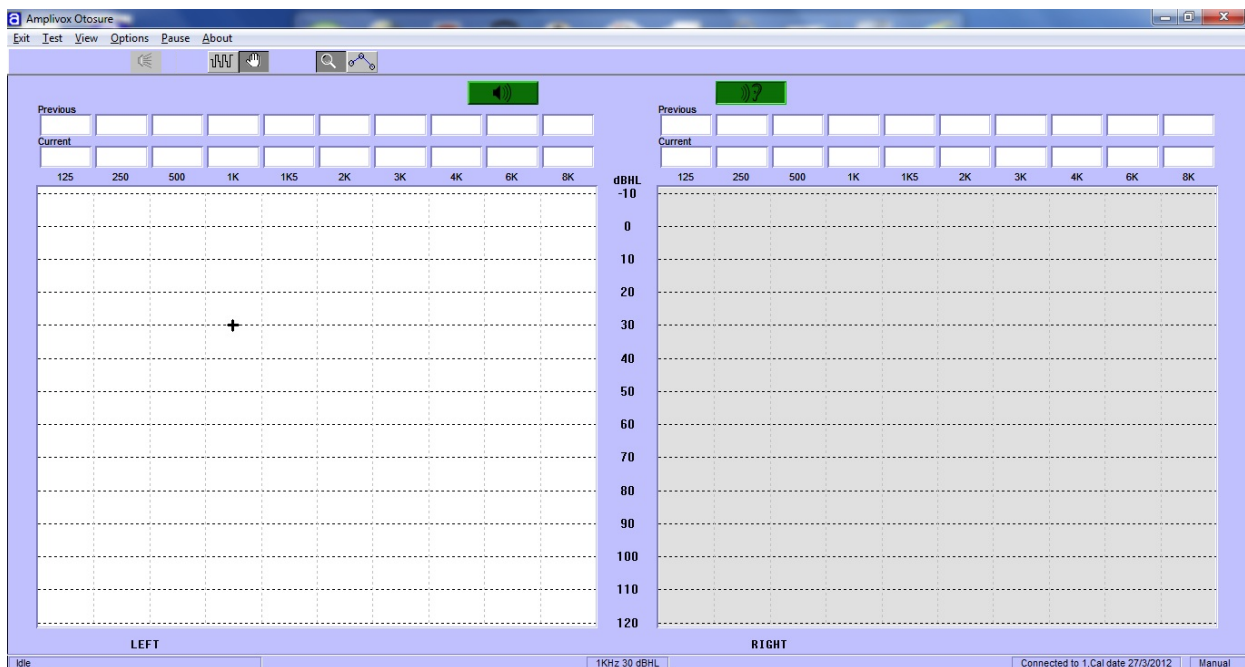 a Amplivox Otosure
Exit Test View Options Pause About
Previous Previous
Current Current
125 250 500 1K 1K5 2K 3K 4K 6K 8K dBHL 125 250 500 1K 1K5 2K 3K 4K 6K 8K
-10
0
10
20
30
40
50
60
70
80
90
100
110
120
LEFT RIGHT
Idle 1KHz 30 dBHL Connected to 1,Cal date 27/3/2012 Manual